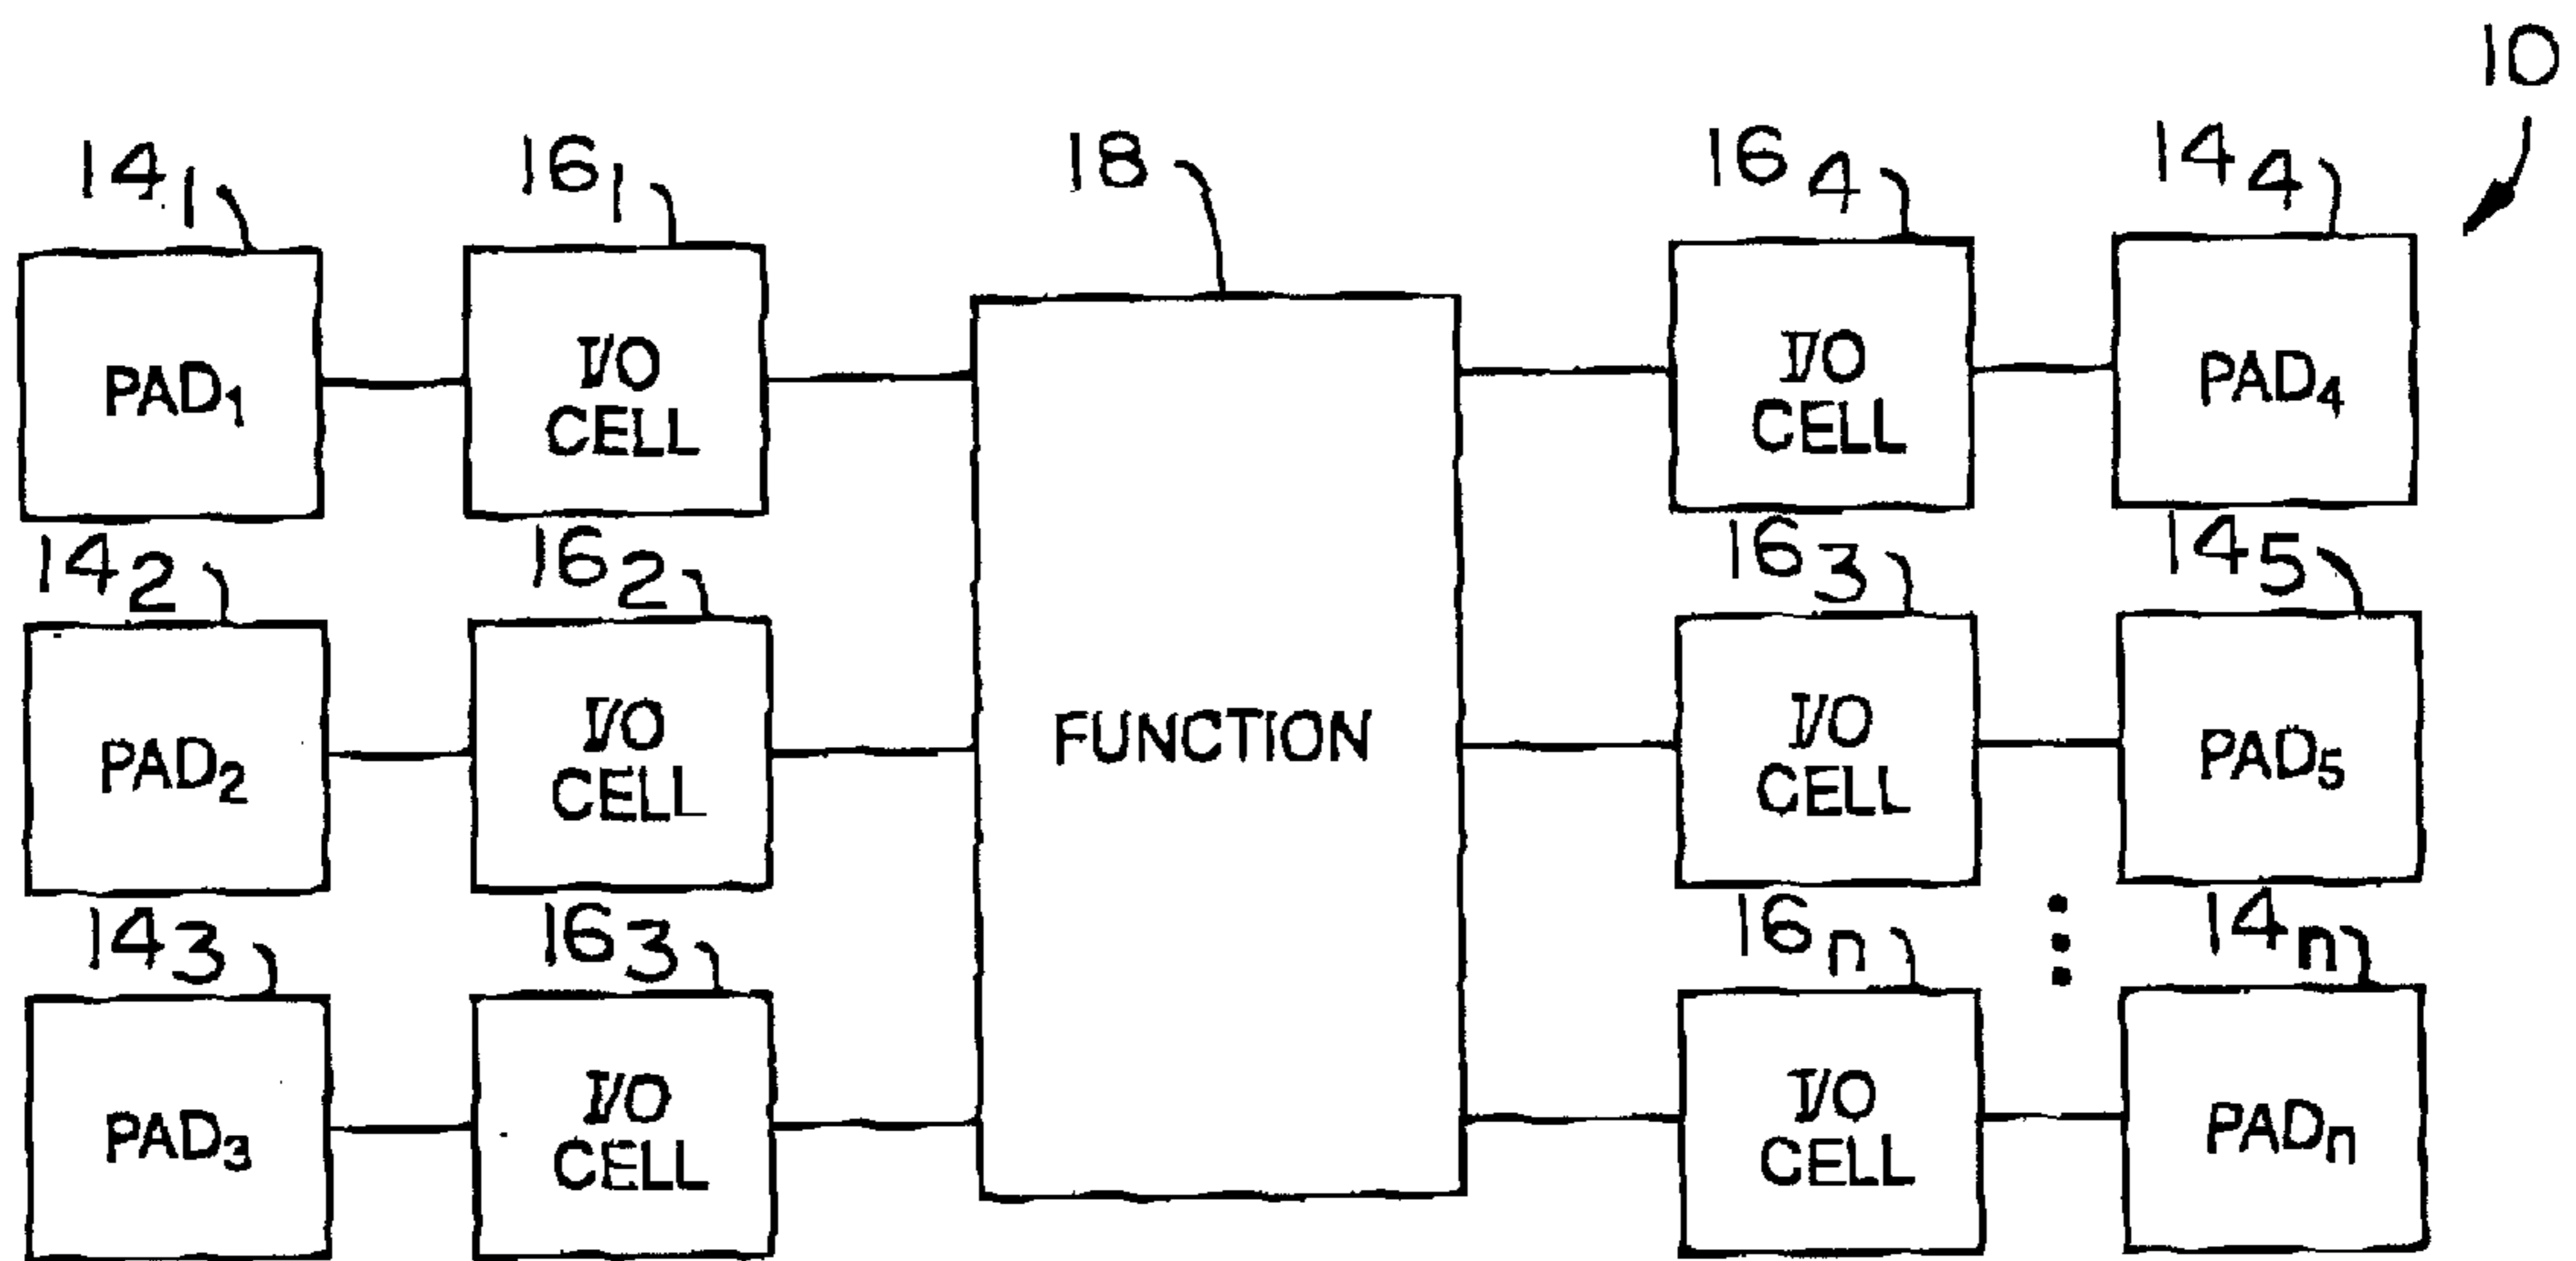 10
14₁ 16₁ 18 16₄ 14₄
PAD₁ I/O CELL I/O CELL PAD₄
14₂ 16₂ 16₃ 14₅
PAD₂ I/O CELL FUNCTION I/O CELL PAD₅
14₃ 16₃ 16ₙ 14ₙ
PAD₃ I/O CELL I/O CELL PADₙ